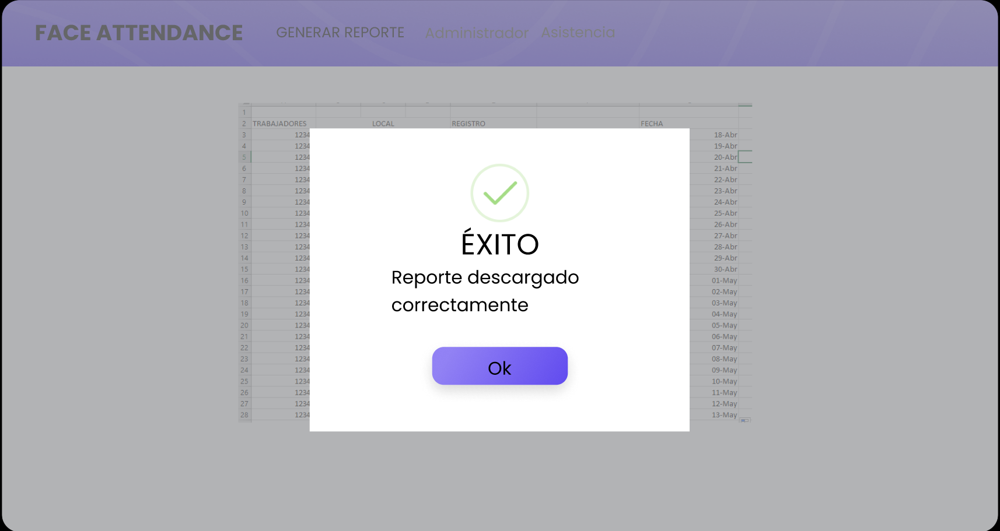 FACE ATTENDANCE GENERAR REPORTE Administrador Asistencia
1
2 TRABAJADORES LOCAL REGISTRO FECHA
3 1234 18-Abr
4 1234 19-Abr
5 1234 20-Abr
6 1234 21-Abr
7 1234 22-Abr
8 1234 23-Abr
9 1234 24-Abr
10 1234 25-Abr
11 1234 26-Abr
12 1234 27-Abr
13 1234 28-Abr
14 1234 29-Abr
15 1234 30-Abr
16 1234 01-May
17 1234 02-May
18 1234 03-May
19 1234 04-May
20 1234 05-May
21 1234 06-May
22 1234 07-May
23 1234 08-May
24 1234 09-May
25 1234 10-May
26 1234 11-May
27 1234 12-May
28 1234 13-May
ÉXITO
Reporte descargado
correctamente
Ok